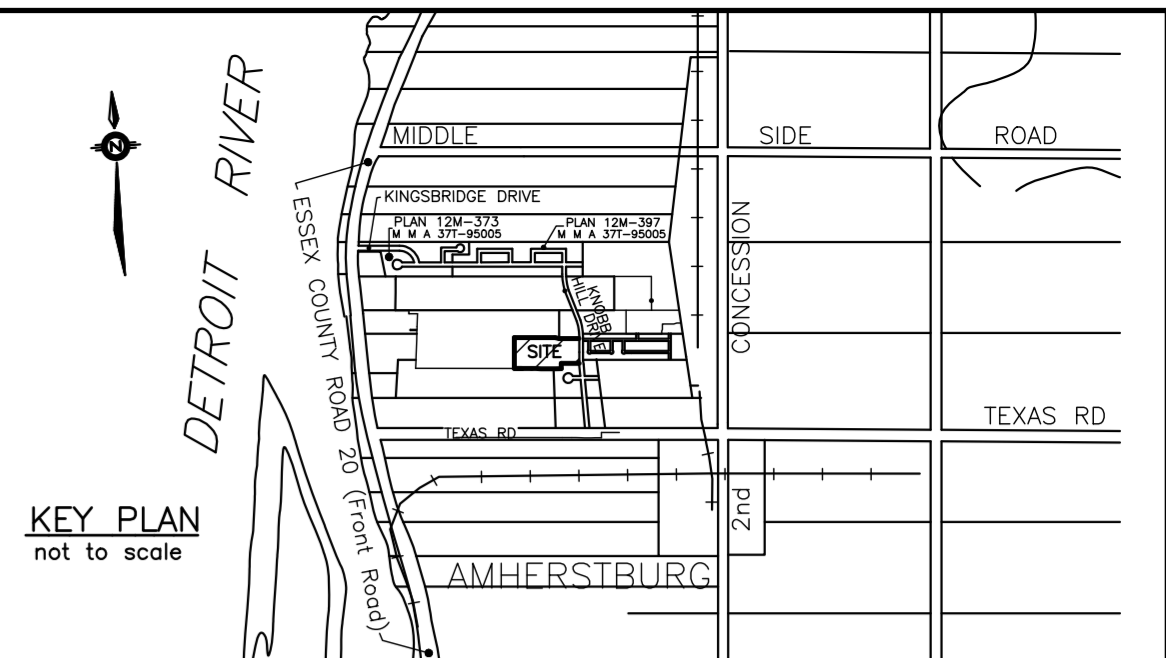 MIDDLE SIDE ROAD
DETROIT RIVER
N
KINGSBRIDGE DRIVE
PLAN 12M-373
M M A 37T-95005
PLAN 12M-397
M M A 37T-95005
ESSEX COUNTY ROAD 20 (Front Road)
KNOBB
HILL DRIVE
SITE
2nd CONCESSION
TEXAS RD
TEXAS RD
KEY PLAN
not to scale
AMHERSTBURG